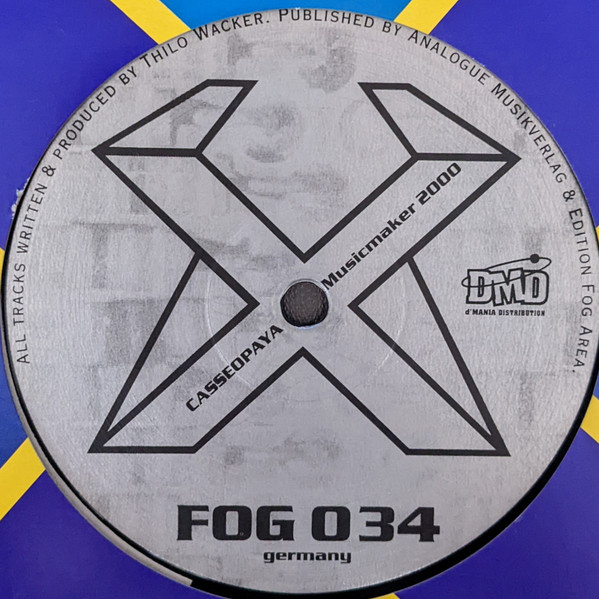 ALL TRACKS WRITTEN & PRODUCED BY THILO WACKER. PUBLISHED BY ANALOGUE MUSIKVERLAG & EDITION FOG AREA.
CASSEOPAYA Musicmaker 2000
DMD
d'MANIA DISTRIBUTION
FOG 034
germany